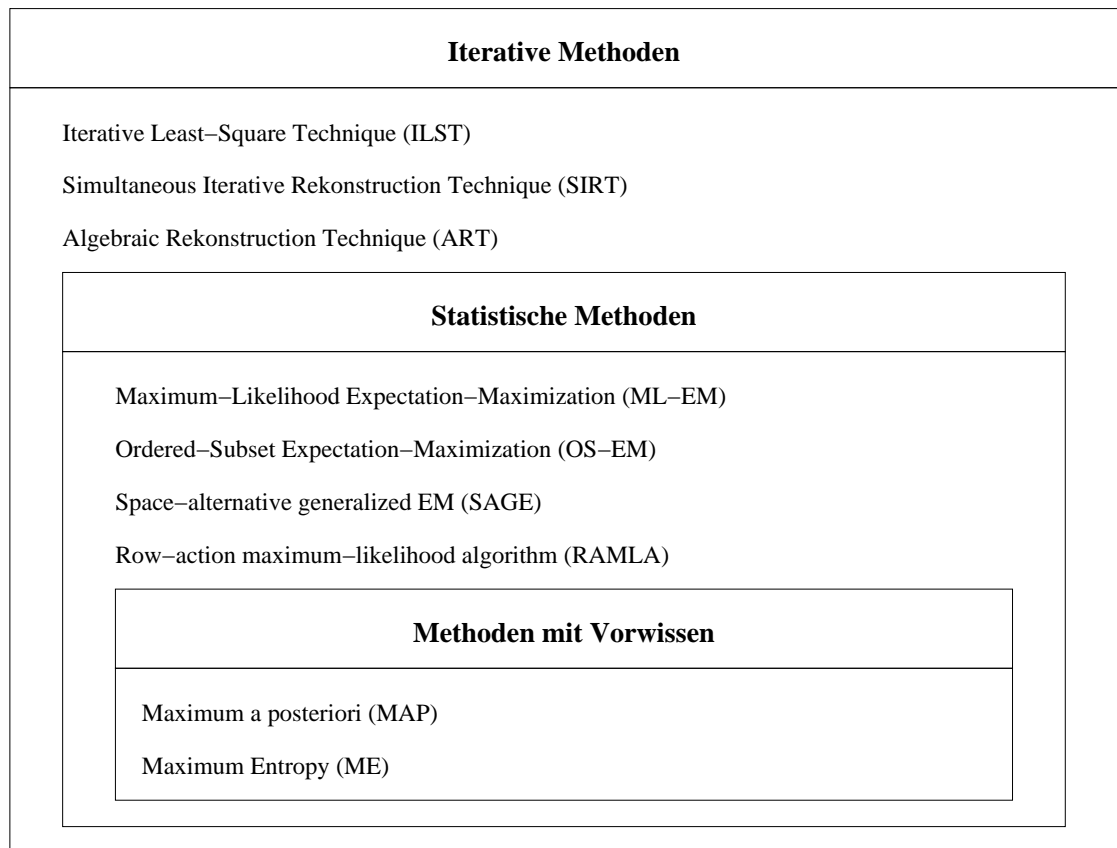 Iterative Methoden
Iterative Least−Square Technique (ILST)
Simultaneous Iterative Rekonstruction Technique (SIRT)
Algebraic Rekonstruction Technique (ART)
Statistische Methoden
Maximum−Likelihood Expectation−Maximization (ML−EM)
Ordered−Subset Expectation−Maximization (OS−EM)
Space−alternative generalized EM (SAGE)
Row−action maximum−likelihood algorithm (RAMLA)
Methoden mit Vorwissen
Maximum a posteriori (MAP)
Maximum Entropy (ME)